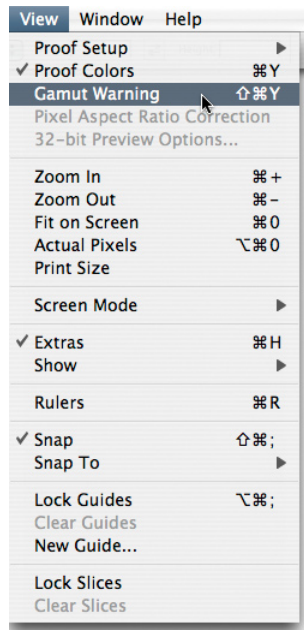 View Window Help
Proof Setup ▶
✓ Proof Colors ⌘Y
Gamut Warning ⇧⌘Y
Pixel Aspect Ratio Correction
32-bit Preview Options...
Zoom In ⌘+
Zoom Out ⌘-
Fit on Screen ⌘0
Actual Pixels ⌥⌘0
Print Size
Screen Mode ▶
✓ Extras ⌘H
Show ▶
Rulers ⌘R
✓ Snap ⇧⌘;
Snap To ▶
Lock Guides ⌥⌘;
Clear Guides
New Guide...
Lock Slices
Clear Slices